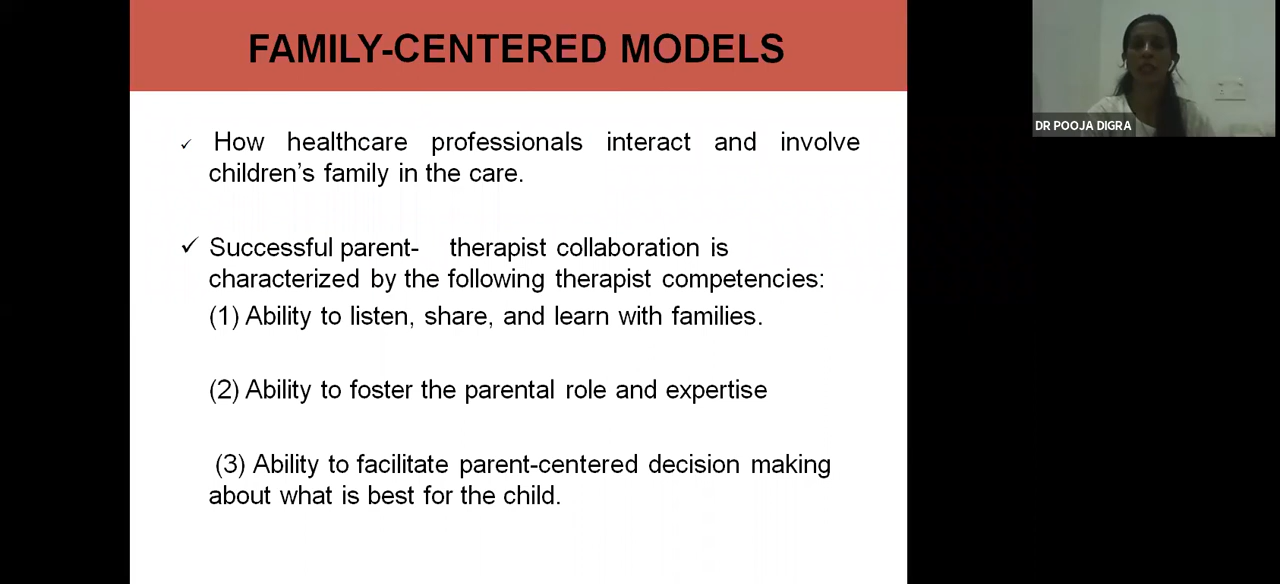 FAMILY-CENTERED MODELS
DR POOJA DIGRA
✓ How healthcare professionals interact and involve
children's family in the care.
✓ Successful parent- therapist collaboration is
characterized by the following therapist competencies:
(1) Ability to listen, share, and learn with families.
(2) Ability to foster the parental role and expertise
(3) Ability to facilitate parent-centered decision making
about what is best for the child.